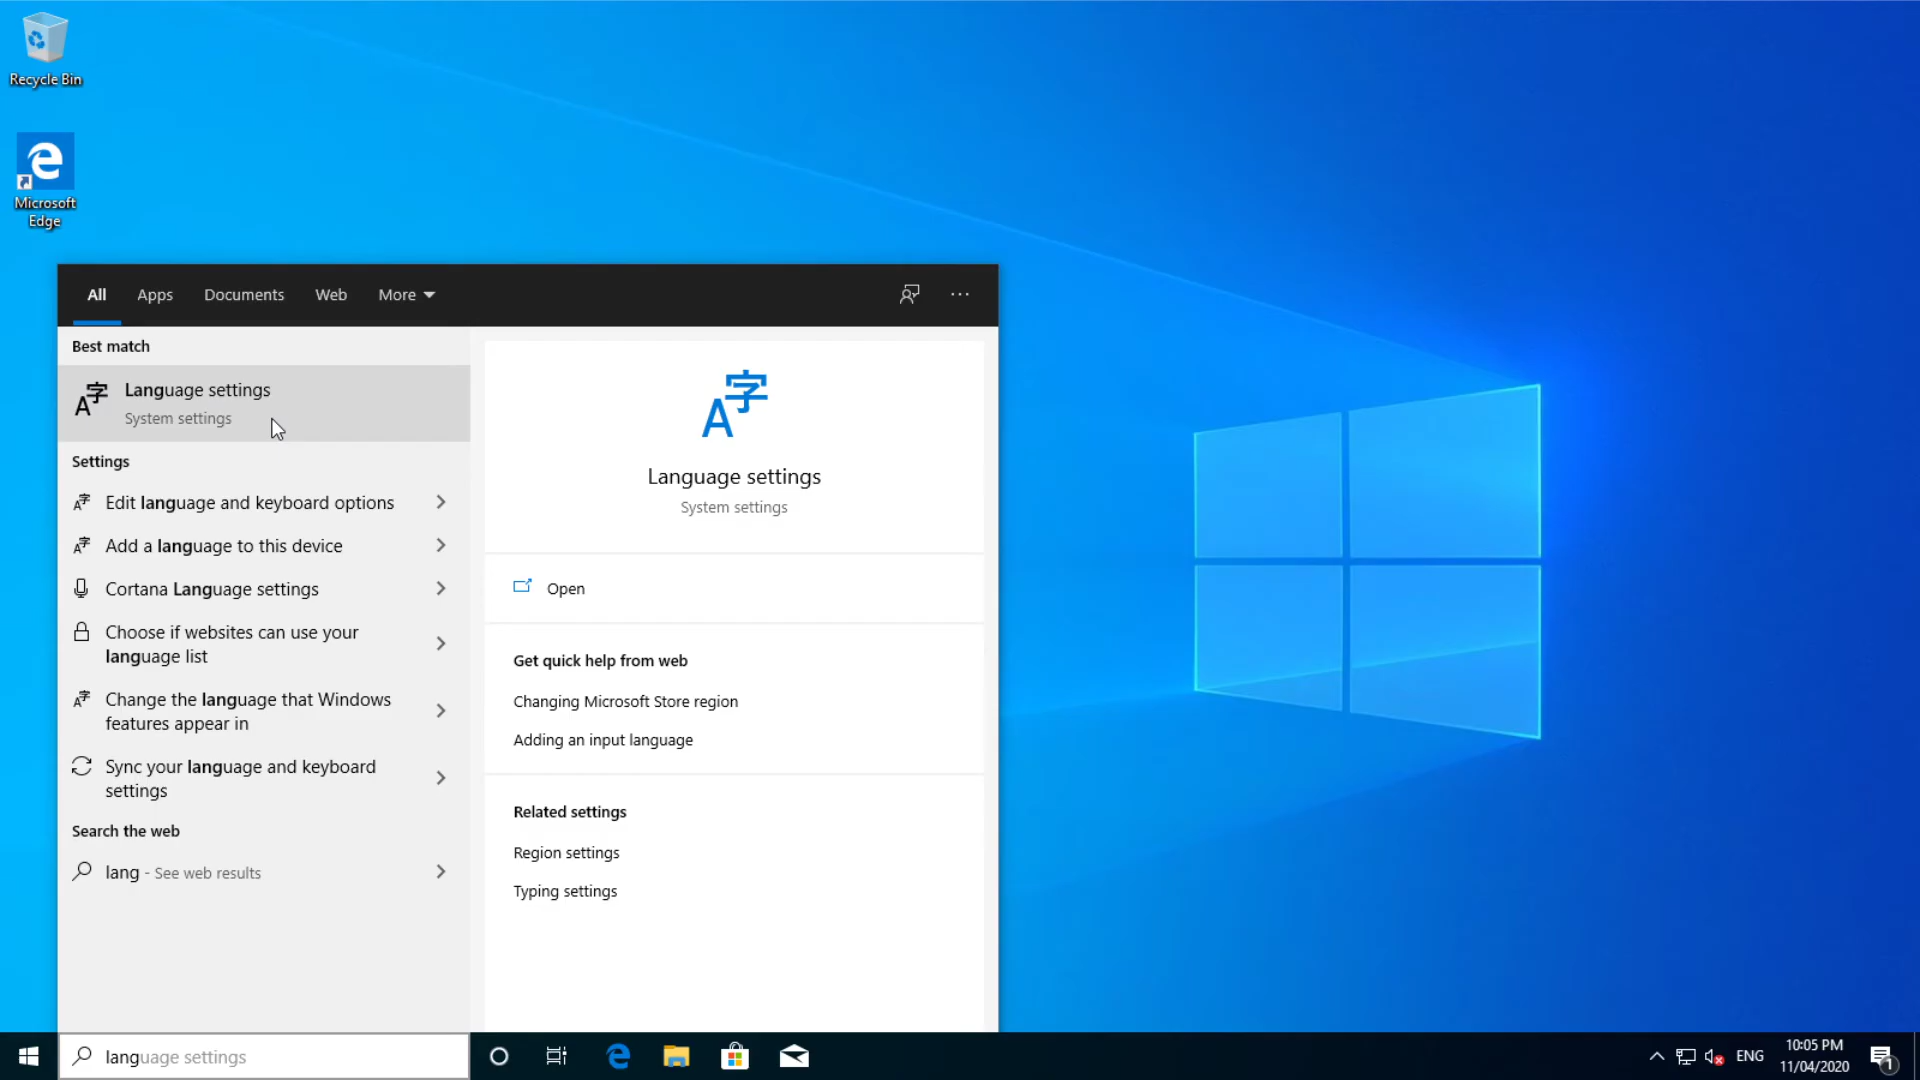 Recycle Bin
Microsoft
Edge
All
Apps
Documents
Web
More
Best match
Language settings
System settings
Settings
Edit language and keyboard options
Add a language to this device
Cortana Language settings
Choose if websites can use your
language list
Change the language that Windows
features appear in
Sync your language and keyboard
settings
Search the web
lang - See web results
A字
Language settings
System settings
Open
Get quick help from web
Changing Microsoft Store region
Adding an input language
Related settings
Region settings
Typing settings
language settings
ENG
10:05 PM
11/04/2020
1